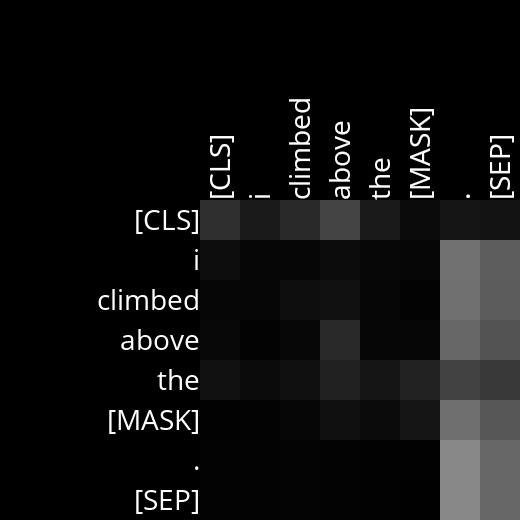 [CLS] i climbed above the [MASK] . [SEP]
[CLS]
i
climbed
above
the
[MASK]
.
[SEP]